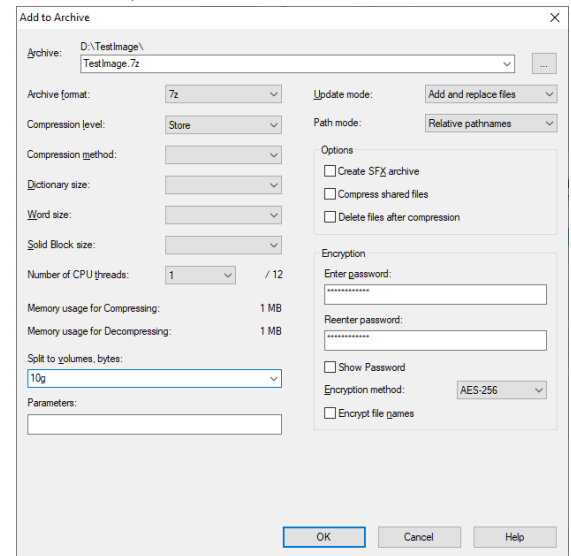 Add to Archive
Archive:
D:\TestImage\
TestImage.7z
...
Archive format: 7z
Compression level: Store
Compression method:
Dictionary size:
Word size:
Solid Block size:
Number of CPU threads: 1 / 12
Memory usage for Compressing: 1 MB
Memory usage for Decompressing: 1 MB
Split to volumes, bytes:
10g
Parameters:
Update mode: Add and replace files
Path mode: Relative pathnames
Options
Create SFX archive
Compress shared files
Delete files after compression
Encryption
Enter password:
************
Reenter password:
************
Show Password
Encryption method: AES-256
Encrypt file names
OK Cancel Help